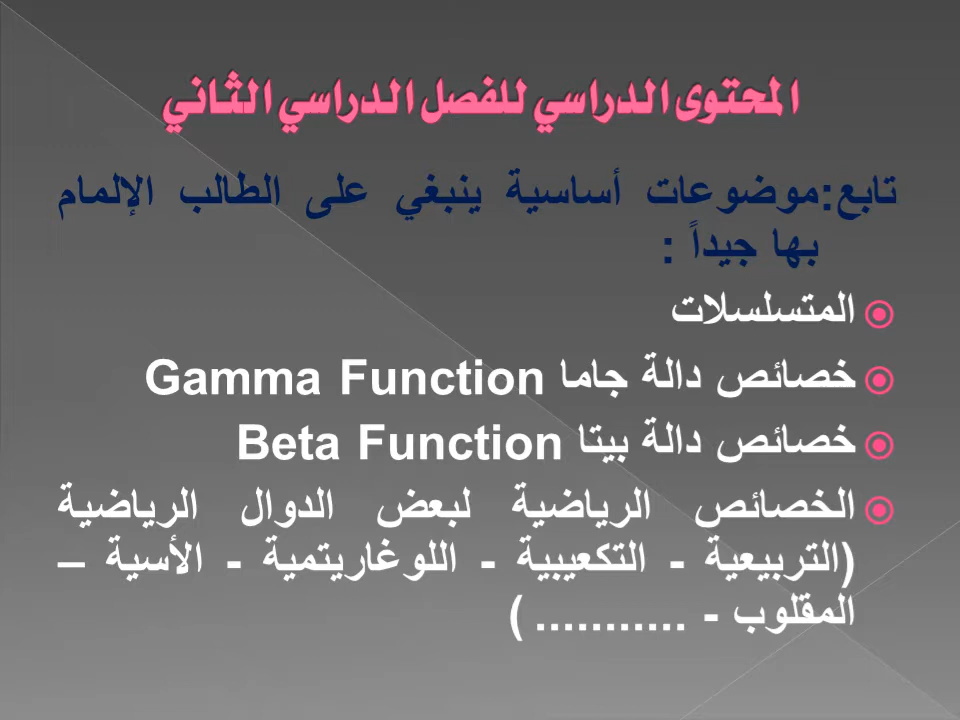 المحتوى الدراسي للفصل الدراسي الثاني
تابع:موضوعات أساسية ينبغي على الطالب الإلمام
بها جيداً :
المتسلسلات
خصائص دالة جاما Gamma Function
خصائص دالة بيتا Beta Function
الخصائص الرياضية لبعض الدوال الرياضية
(التربيعية - التكعيبية - اللوغاريتمية - الأسية –
المقلوب - ........... )